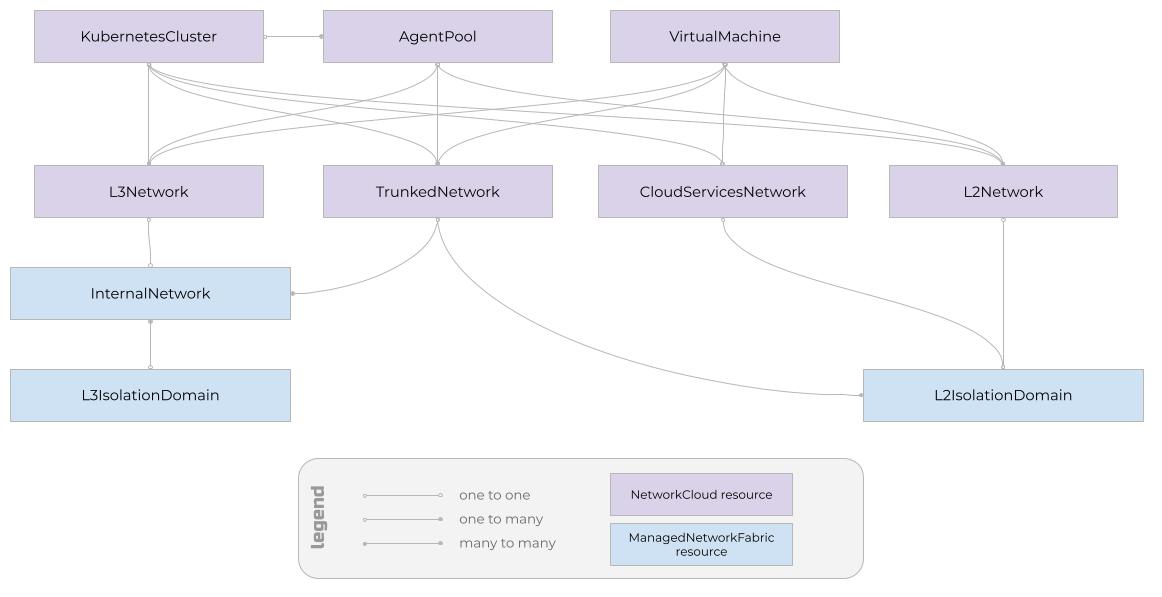 KubernetesCluster
AgentPool
VirtualMachine
L3Network
TrunkedNetwork
CloudServicesNetwork
L2Network
InternalNetwork
L3IsolationDomain
L2IsolationDomain
legend
one to one
one to many
many to many
NetworkCloud resource
ManagedNetworkFabric
resource